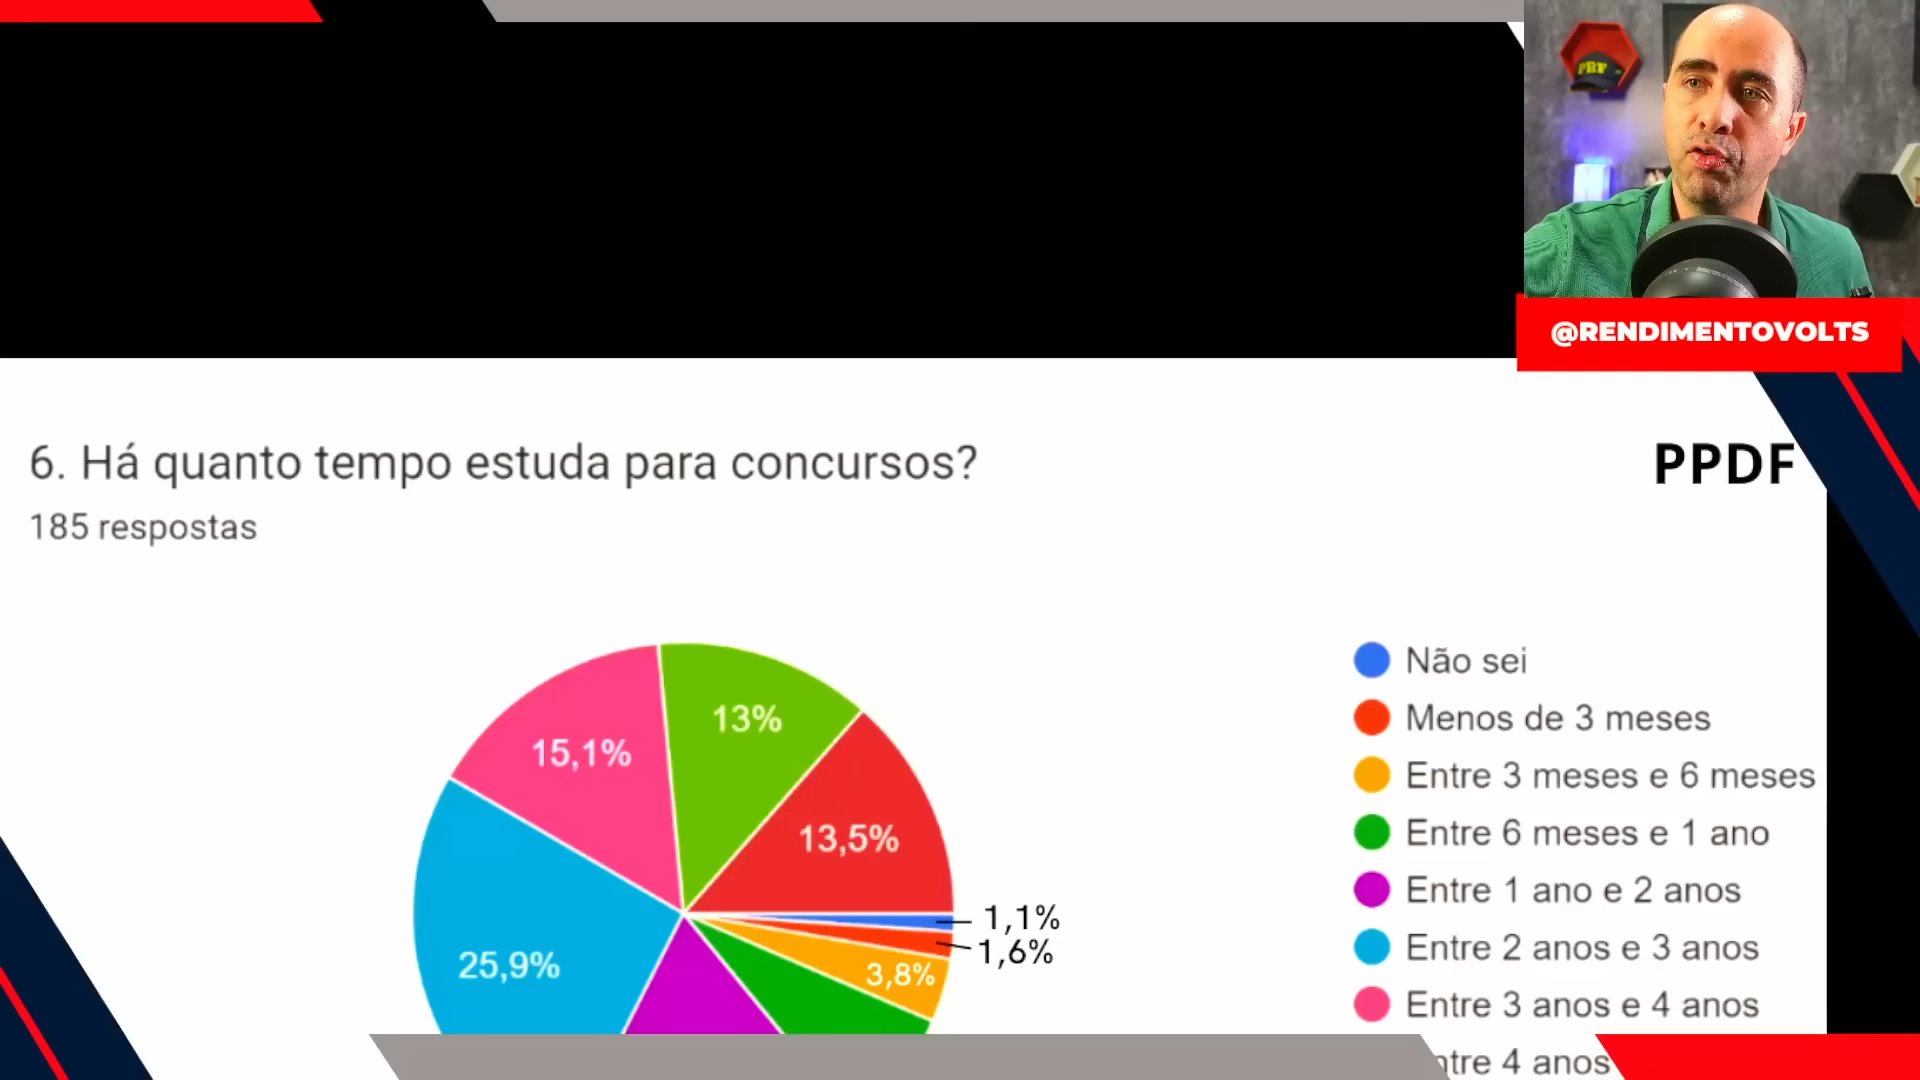 PRF
@RENDIMENTOVOLTS
6. Há quanto tempo estuda para concursos?
PPDF
185 respostas
13%
15,1%
13,5%
25,9%
1,1%
1,6%
3,8%
Não sei
Menos de 3 meses
Entre 3 meses e 6 meses
Entre 6 meses e 1 ano
Entre 1 ano e 2 anos
Entre 2 anos e 3 anos
Entre 3 anos e 4 anos
ntre 4 anos